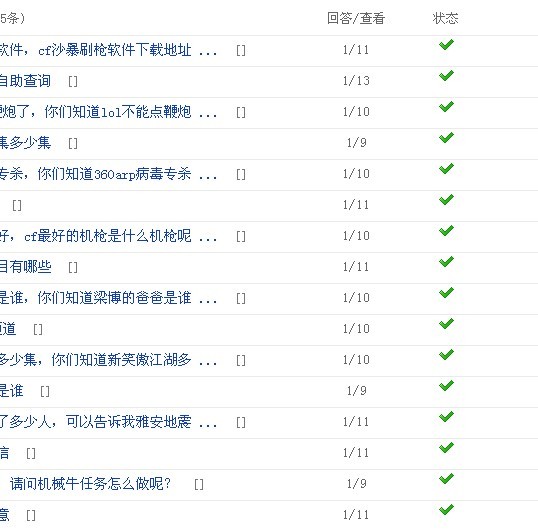 5条) 回答/查看 状态
软件，cf沙暴刷枪软件下载地址 ... [] 1/11
自助查询 [] 1/13
鞭炮了，你们知道lol不能点鞭炮 ... [] 1/10
集多少集 [] 1/9
专杀，你们知道360arp病毒专杀 ... [] 1/10
[] 1/11
好，cf最好的机枪是什么机枪呢 ... [] 1/10
目有哪些 [] 1/11
是谁，你们知道梁博的爸爸是谁 ... [] 1/10
道 [] 1/10
多少集，你们知道新笑傲江湖多 ... [] 1/10
是谁 [] 1/9
了多少人，可以告诉我雅安地震 ... [] 1/11
信 [] 1/11
请问机械牛任务怎么做呢？ [] 1/9
意 [] 1/11